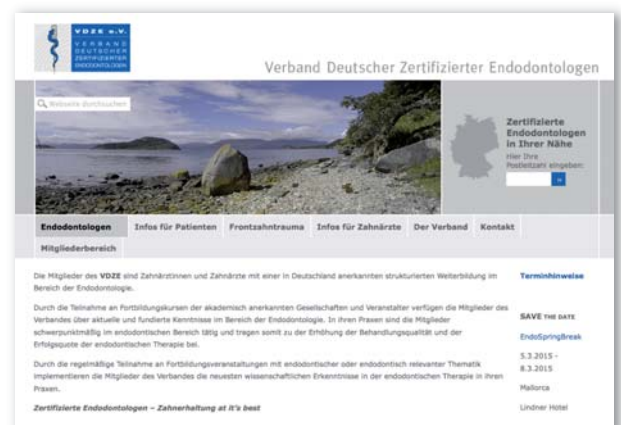 VDZE e.V.
VERBAND
DEUTSCHER
ZERTIFIZIERTER
ENDODONTOLOGEN
Verband Deutscher Zertifizierter Endodontologen
Webseite durchsuchen
Zertifizierte
Endodontologen
in Ihrer Nähe
Hier Ihre
Postleitzahl eingeben:
»
Endodontologen Infos für Patienten Frontzahntrauma Infos für Zahnärzte Der Verband Kontakt
Mitgliederbereich
Die Mitglieder des VDZE sind Zahnärztinnen und Zahnärzte mit einer in Deutschland anerkannten strukturierten Weiterbildung im
Bereich der Endodontologie.
Durch die Teilnahme an Fortbildungskursen der akademisch anerkannten Gesellschaften und Veranstalter verfügen die Mitglieder des
Verbandes über aktuelle und fundierte Kenntnisse im Bereich der Endodontologie. In ihren Praxen sind die Mitglieder
schwerpunktmäßig im endodontischen Bereich tätig und tragen somit zu der Erhöhung der Behandlungsqualität und der
Erfolgsquote der endodontischen Therapie bei.
Durch die regelmäßige Teilnahme an Fortbildungsveranstaltungen mit endodontischer oder endodontisch relevanter Thematik
implementieren die Mitglieder des Verbandes die neuesten wissenschaftlichen Erkenntnisse in der endodontischen Therapie in ihren
Praxen.
Zertifizierte Endodontologen – Zahnerhaltung at it's best
Terminhinweise
SAVE THE DATE
EndoSpringBreak
5.3.2015 -
8.3.2015
Mallorca
Lindner Hotel